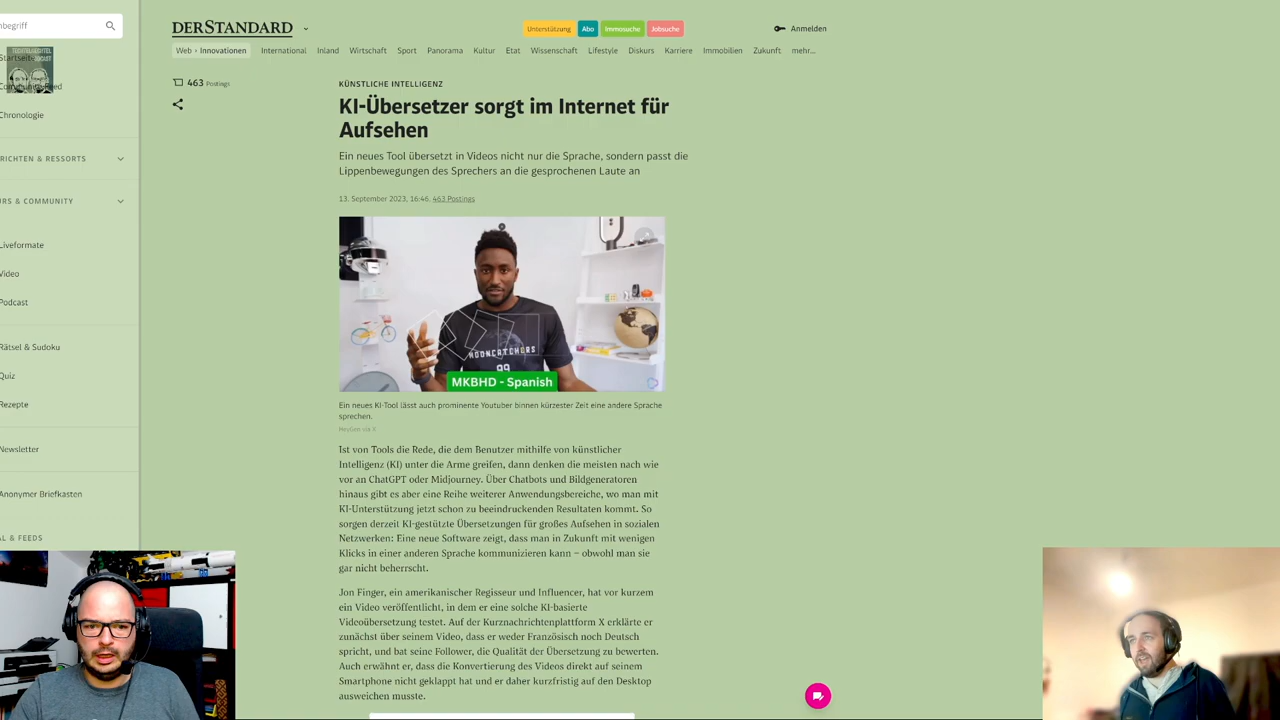 nbegriff
Startseite
Chronologie
RICHTEN & RESSORTS
URS & COMMUNITY
Liveformate
Video
Podcast
Rätsel & Sudoku
Quiz
Rezepte
Newsletter
Anonymer Briefkasten
AL & FEEDS
DERSTANDARD
Unterstützung Abo Immosuche Jobsuche
Anmelden
Web › Innovationen International Inland Wirtschaft Sport Panorama Kultur Etat Wissenschaft Lifestyle Diskurs Karriere Immobilien Zukunft mehr...
463 Postings
KÜNSTLICHE INTELLIGENZ
KI-Übersetzer sorgt im Internet für
Aufsehen
Ein neues Tool übersetzt in Videos nicht nur die Sprache, sondern passt die
Lippenbewegungen des Sprechers an die gesprochenen Laute an
13. September 2023, 16:46, 463 Postings
MOONCATCHERS
99
MKBHD - Spanish
Ein neues KI-Tool lässt auch prominente Youtuber binnen kürzester Zeit eine andere Sprache
sprechen.
HeyGen via X
Ist von Tools die Rede, die dem Benutzer mithilfe von künstlicher
Intelligenz (KI) unter die Arme greifen, dann denken die meisten nach wie
vor an ChatGPT oder Midjourney. Über Chatbots und Bildgeneratoren
hinaus gibt es aber eine Reihe weiterer Anwendungsbereiche, wo man mit
KI-Unterstützung jetzt schon zu beeindruckenden Resultaten kommt. So
sorgen derzeit KI-gestützte Übersetzungen für großes Aufsehen in sozialen
Netzwerken: Eine neue Software zeigt, dass man in Zukunft mit wenigen
Klicks in einer anderen Sprache kommunizieren kann – obwohl man sie
gar nicht beherrscht.
Jon Finger, ein amerikanischer Regisseur und Influencer, hat vor kurzem
ein Video veröffentlicht, in dem er eine solche KI-basierte
Videoübersetzung testet. Auf der Kurznachrichtenplattform X erklärte er
zunächst über seinem Video, dass er weder Französisch noch Deutsch
spricht, und bat seine Follower, die Qualität der Übersetzung zu bewerten.
Auch erwähnt er, dass die Konvertierung des Videos direkt auf seinem
Smartphone nicht geklappt hat und er daher kurzfristig auf den Desktop
ausweichen musste.